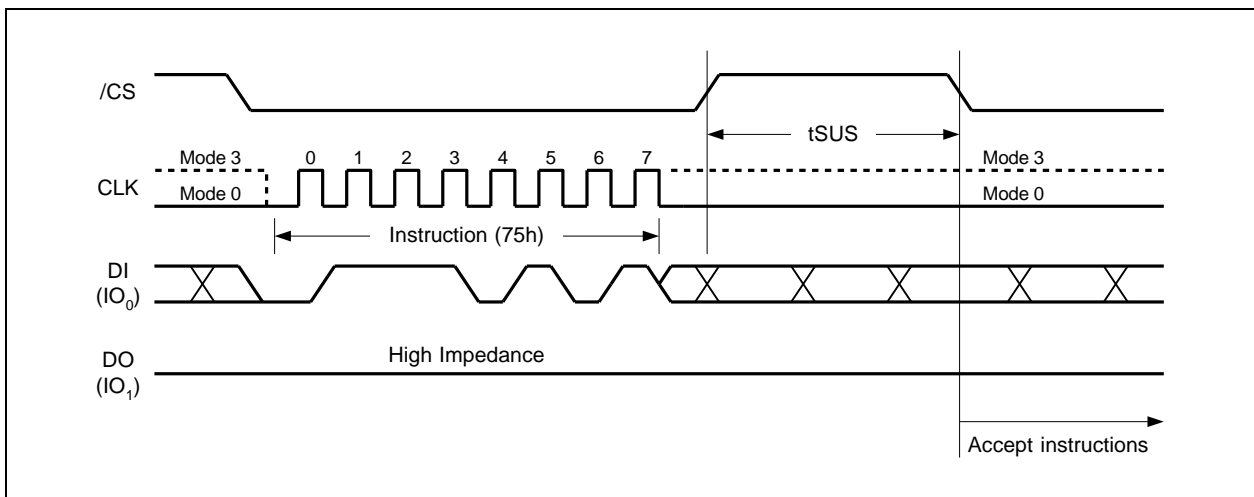 /CS
tSUS
Mode 3 0 1 2 3 4 5 6 7 Mode 3
CLK
Mode 0 Mode 0
Instruction (75h)
DI
(IO0)
High Impedance
DO
(IO1)
Accept instructions